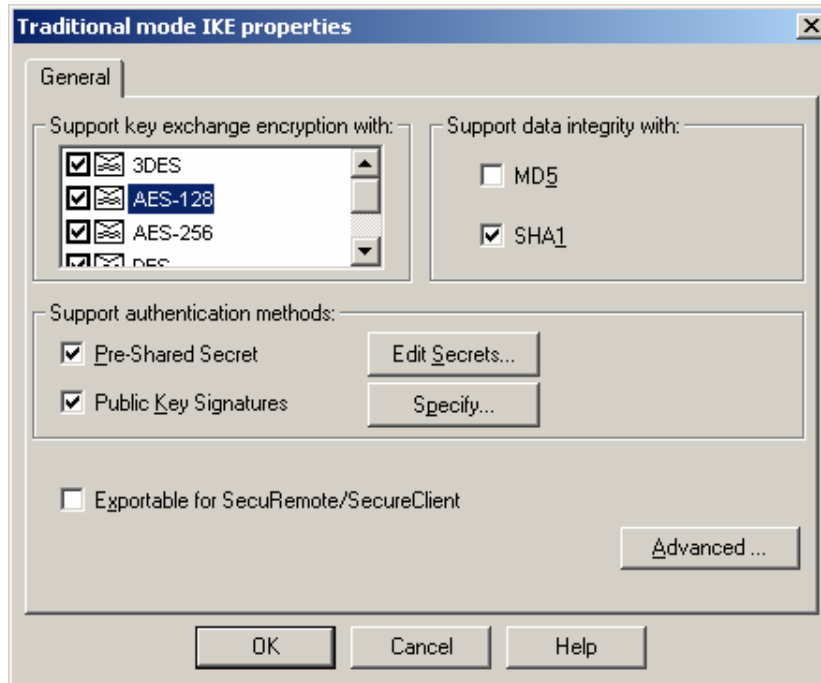 Traditional mode IKE properties
General
Support key exchange encryption with:
3DES
AES-128
AES-256
DES
Support data integrity with:
MD5
SHA1
Support authentication methods:
Pre-Shared Secret
Edit Secrets...
Public Key Signatures
Specify...
Exportable for SecuRemote/SecureClient
Advanced ...
OK
Cancel
Help